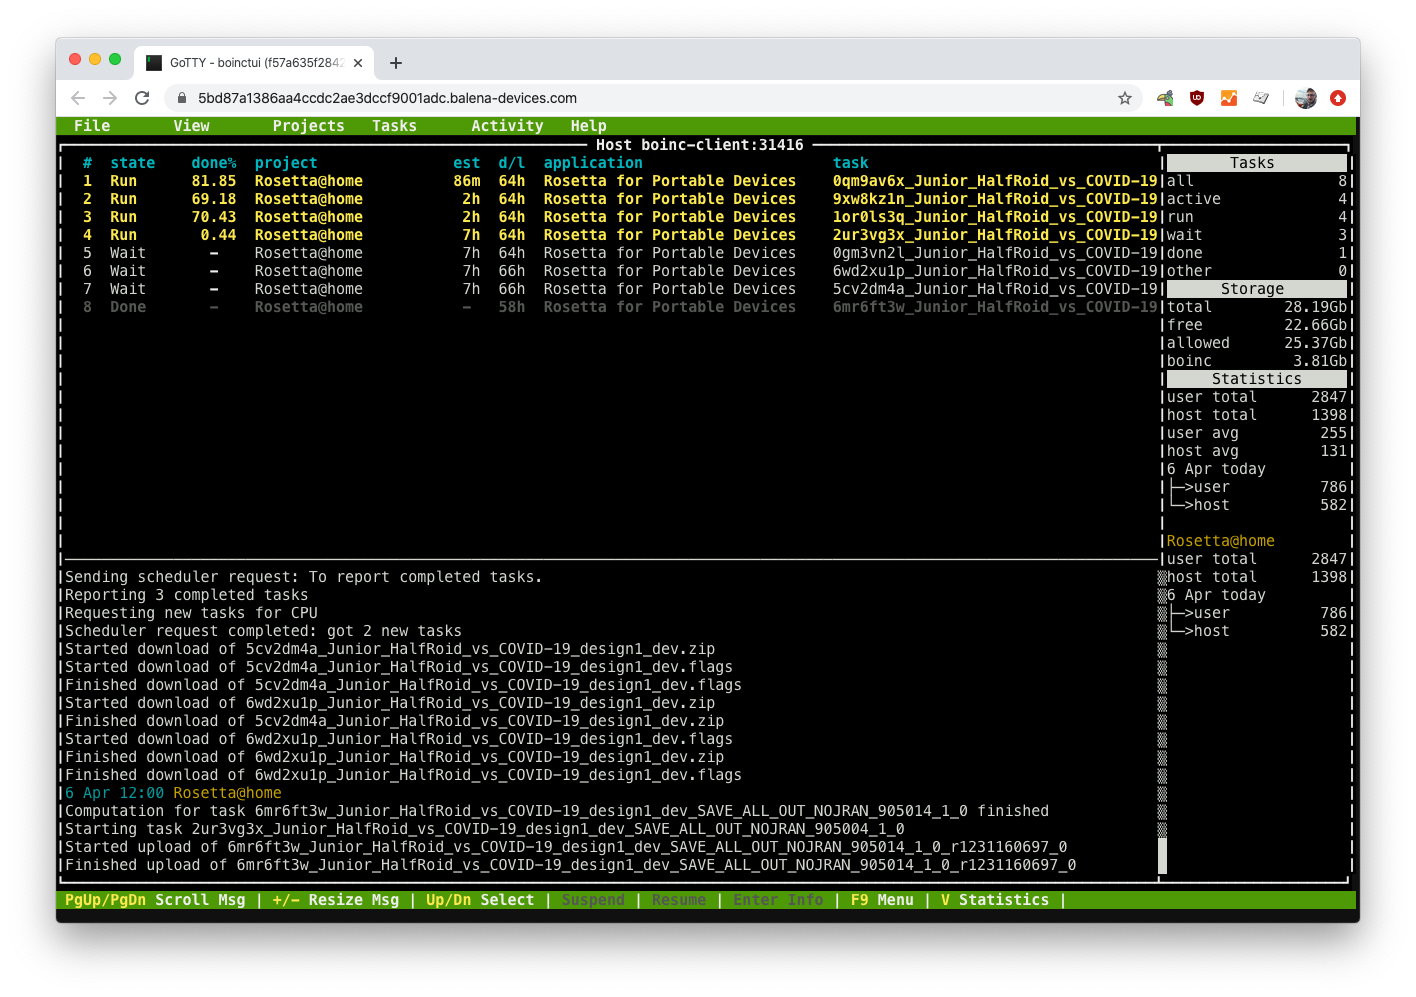 GoTTY - boinctui (f57a635f2842
5bd87a1386aa4ccdc2ae3dccf9001adc.balena-devices.com
File View Projects Tasks Activity Help
Host boinc-client:31416
# state done% project est d/l application task
1 Run 81.85 Rosetta@home 86m 64h Rosetta for Portable Devices 0qm9av6x_Junior_HalfRoid_vs_COVID-19
2 Run 69.18 Rosetta@home 2h 64h Rosetta for Portable Devices 9xw8kz1n_Junior_HalfRoid_vs_COVID-19
3 Run 70.43 Rosetta@home 2h 64h Rosetta for Portable Devices 1or0ls3q_Junior_HalfRoid_vs_COVID-19
4 Run 0.44 Rosetta@home 7h 64h Rosetta for Portable Devices 2ur3vg3x_Junior_HalfRoid_vs_COVID-19
5 Wait - Rosetta@home 7h 64h Rosetta for Portable Devices 0gm3vn2l_Junior_HalfRoid_vs_COVID-19
6 Wait - Rosetta@home 7h 66h Rosetta for Portable Devices 6wd2xu1p_Junior_HalfRoid_vs_COVID-19
7 Wait - Rosetta@home 7h 66h Rosetta for Portable Devices 5cv2dm4a_Junior_HalfRoid_vs_COVID-19
8 Done - Rosetta@home - 58h Rosetta for Portable Devices 6mr6ft3w_Junior_HalfRoid_vs_COVID-19
Tasks
all 8
active 4
run 4
wait 3
done 1
other 0
Storage
total 28.19Gb
free 22.66Gb
allowed 25.37Gb
boinc 3.81Gb
Statistics
user total 2847
host total 1398
user avg 255
host avg 131
6 Apr today
├─>user 786
└─>host 582
Rosetta@home
user total 2847
host total 1398
6 Apr today
├─>user 786
└─>host 582
Sending scheduler request: To report completed tasks.
Reporting 3 completed tasks
Requesting new tasks for CPU
Scheduler request completed: got 2 new tasks
Started download of 5cv2dm4a_Junior_HalfRoid_vs_COVID-19_design1_dev.zip
Started download of 5cv2dm4a_Junior_HalfRoid_vs_COVID-19_design1_dev.flags
Finished download of 5cv2dm4a_Junior_HalfRoid_vs_COVID-19_design1_dev.flags
Started download of 6wd2xu1p_Junior_HalfRoid_vs_COVID-19_design1_dev.zip
Finished download of 5cv2dm4a_Junior_HalfRoid_vs_COVID-19_design1_dev.zip
Started download of 6wd2xu1p_Junior_HalfRoid_vs_COVID-19_design1_dev.flags
Finished download of 6wd2xu1p_Junior_HalfRoid_vs_COVID-19_design1_dev.zip
Finished download of 6wd2xu1p_Junior_HalfRoid_vs_COVID-19_design1_dev.flags
6 Apr 12:00 Rosetta@home
Computation for task 6mr6ft3w_Junior_HalfRoid_vs_COVID-19_design1_dev_SAVE_ALL_OUT_NOJRAN_905014_1_0 finished
Starting task 2ur3vg3x_Junior_HalfRoid_vs_COVID-19_design1_dev_SAVE_ALL_OUT_NOJRAN_905004_1_0
Started upload of 6mr6ft3w_Junior_HalfRoid_vs_COVID-19_design1_dev_SAVE_ALL_OUT_NOJRAN_905014_1_0_r1231160697_0
Finished upload of 6mr6ft3w_Junior_HalfRoid_vs_COVID-19_design1_dev_SAVE_ALL_OUT_NOJRAN_905014_1_0_r1231160697_0
PgUp/PgDn Scroll Msg | +/- Resize Msg | Up/Dn Select | Suspend | Resume | Enter Info | F9 Menu | V Statistics |